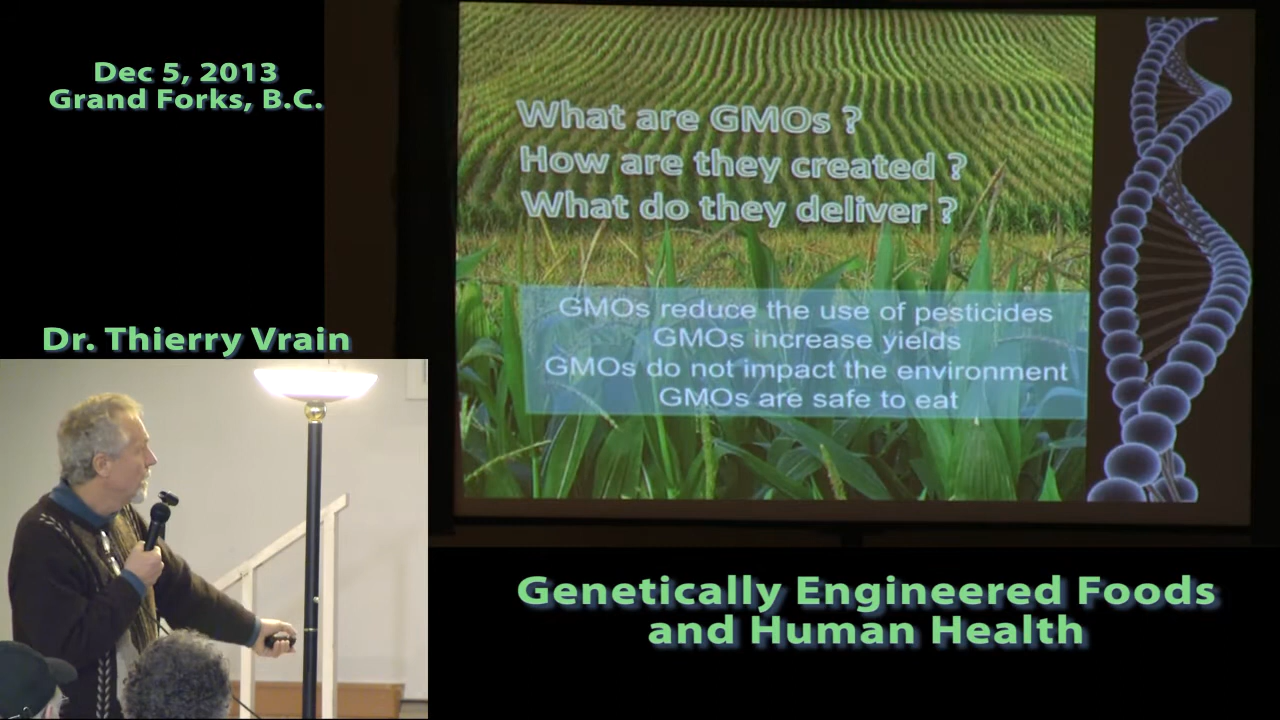 Dec 5, 2013
Grand Forks, B.C.
What are GMOs ?
How are they created ?
What do they deliver ?
GMOs reduce the use of pesticides
GMOs increase yields
GMOs do not impact the environment
GMOs are safe to eat
Dr. Thierry Vrain
Genetically Engineered Foods
and Human Health